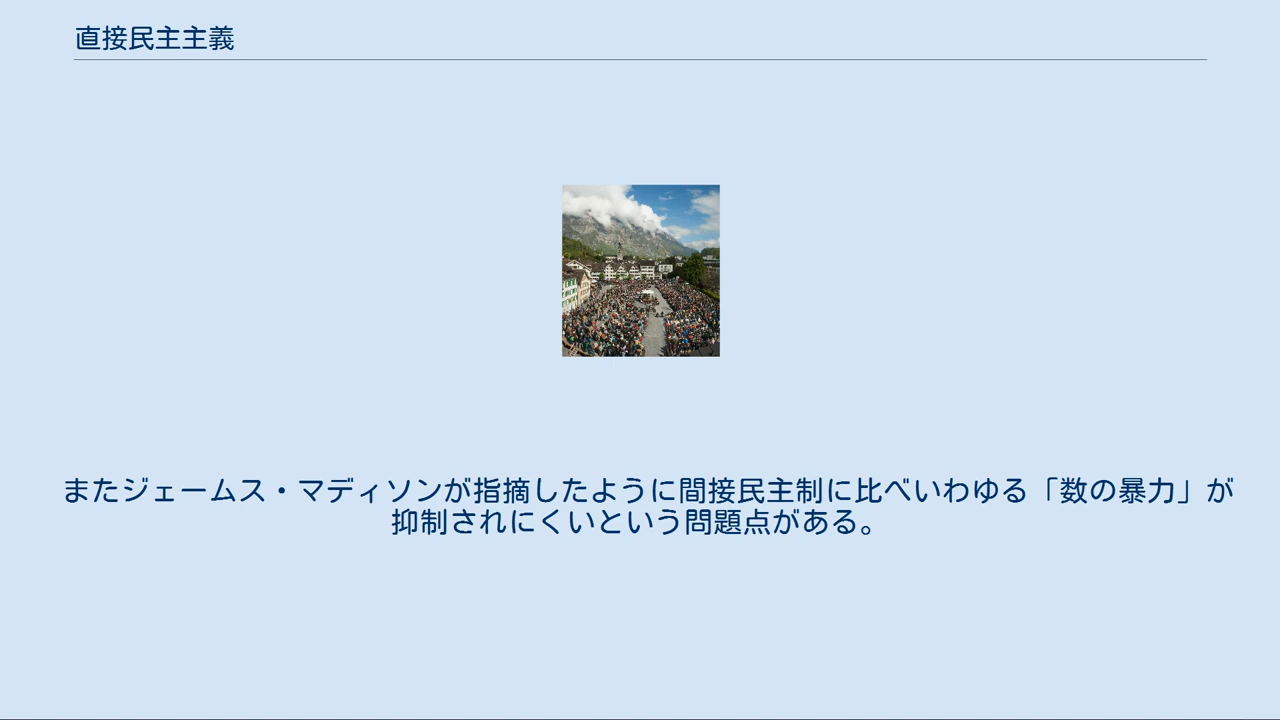 直接民主主義
またジェームス・マディソンが指摘したように間接民主制に比べいわゆる「数の暴力」が
抑制されにくいという問題点がある。